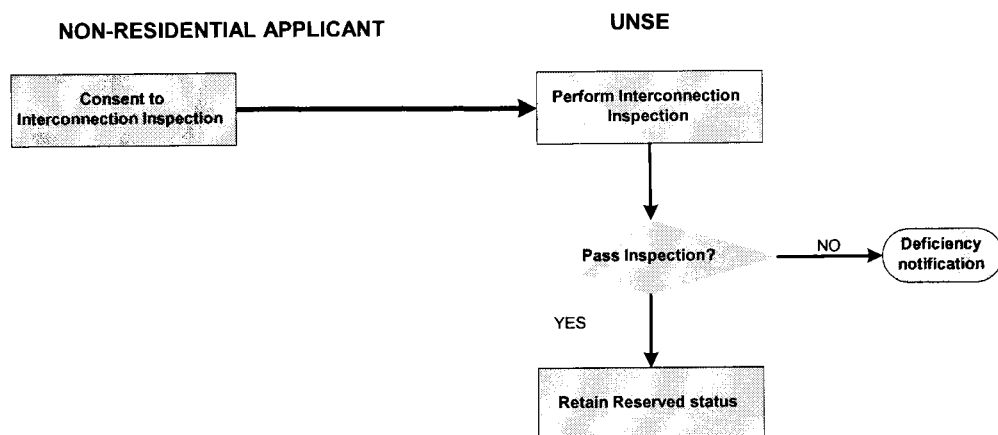 NON-RESIDENTIAL APPLICANT
UNSE
Consent to
Interconnection Inspection
Perform Interconnection
Inspection
Pass Inspection?
NO
Deficiency
notification
YES
Retain Reserved status